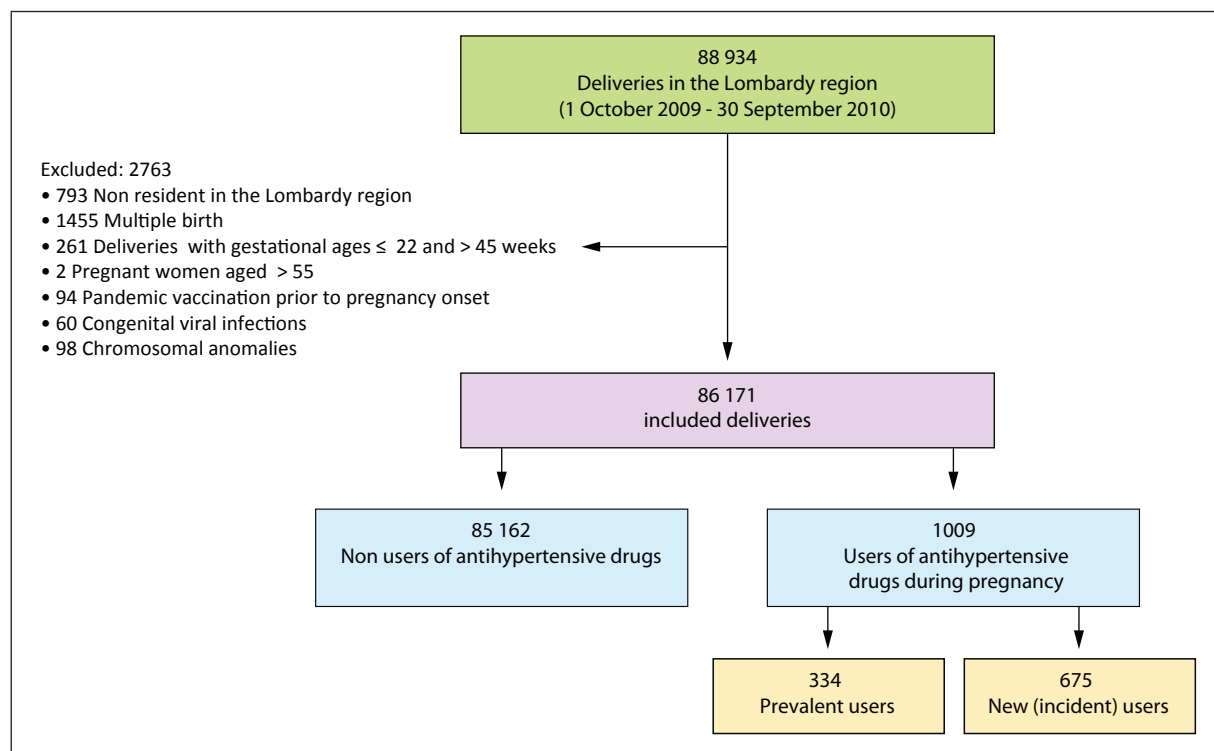 88 934
Deliveries in the Lombardy region
(1 October 2009 - 30 September 2010)
Excluded: 2763
• 793 Non resident in the Lombardy region
• 1455 Multiple birth
• 261 Deliveries with gestational ages ≤ 22 and > 45 weeks
• 2 Pregnant women aged > 55
• 94 Pandemic vaccination prior to pregnancy onset
• 60 Congenital viral infections
• 98 Chromosomal anomalies
86 171
included deliveries
85 162
Non users of antihypertensive drugs
1009
Users of antihypertensive
drugs during pregnancy
334
Prevalent users
675
New (incident) users